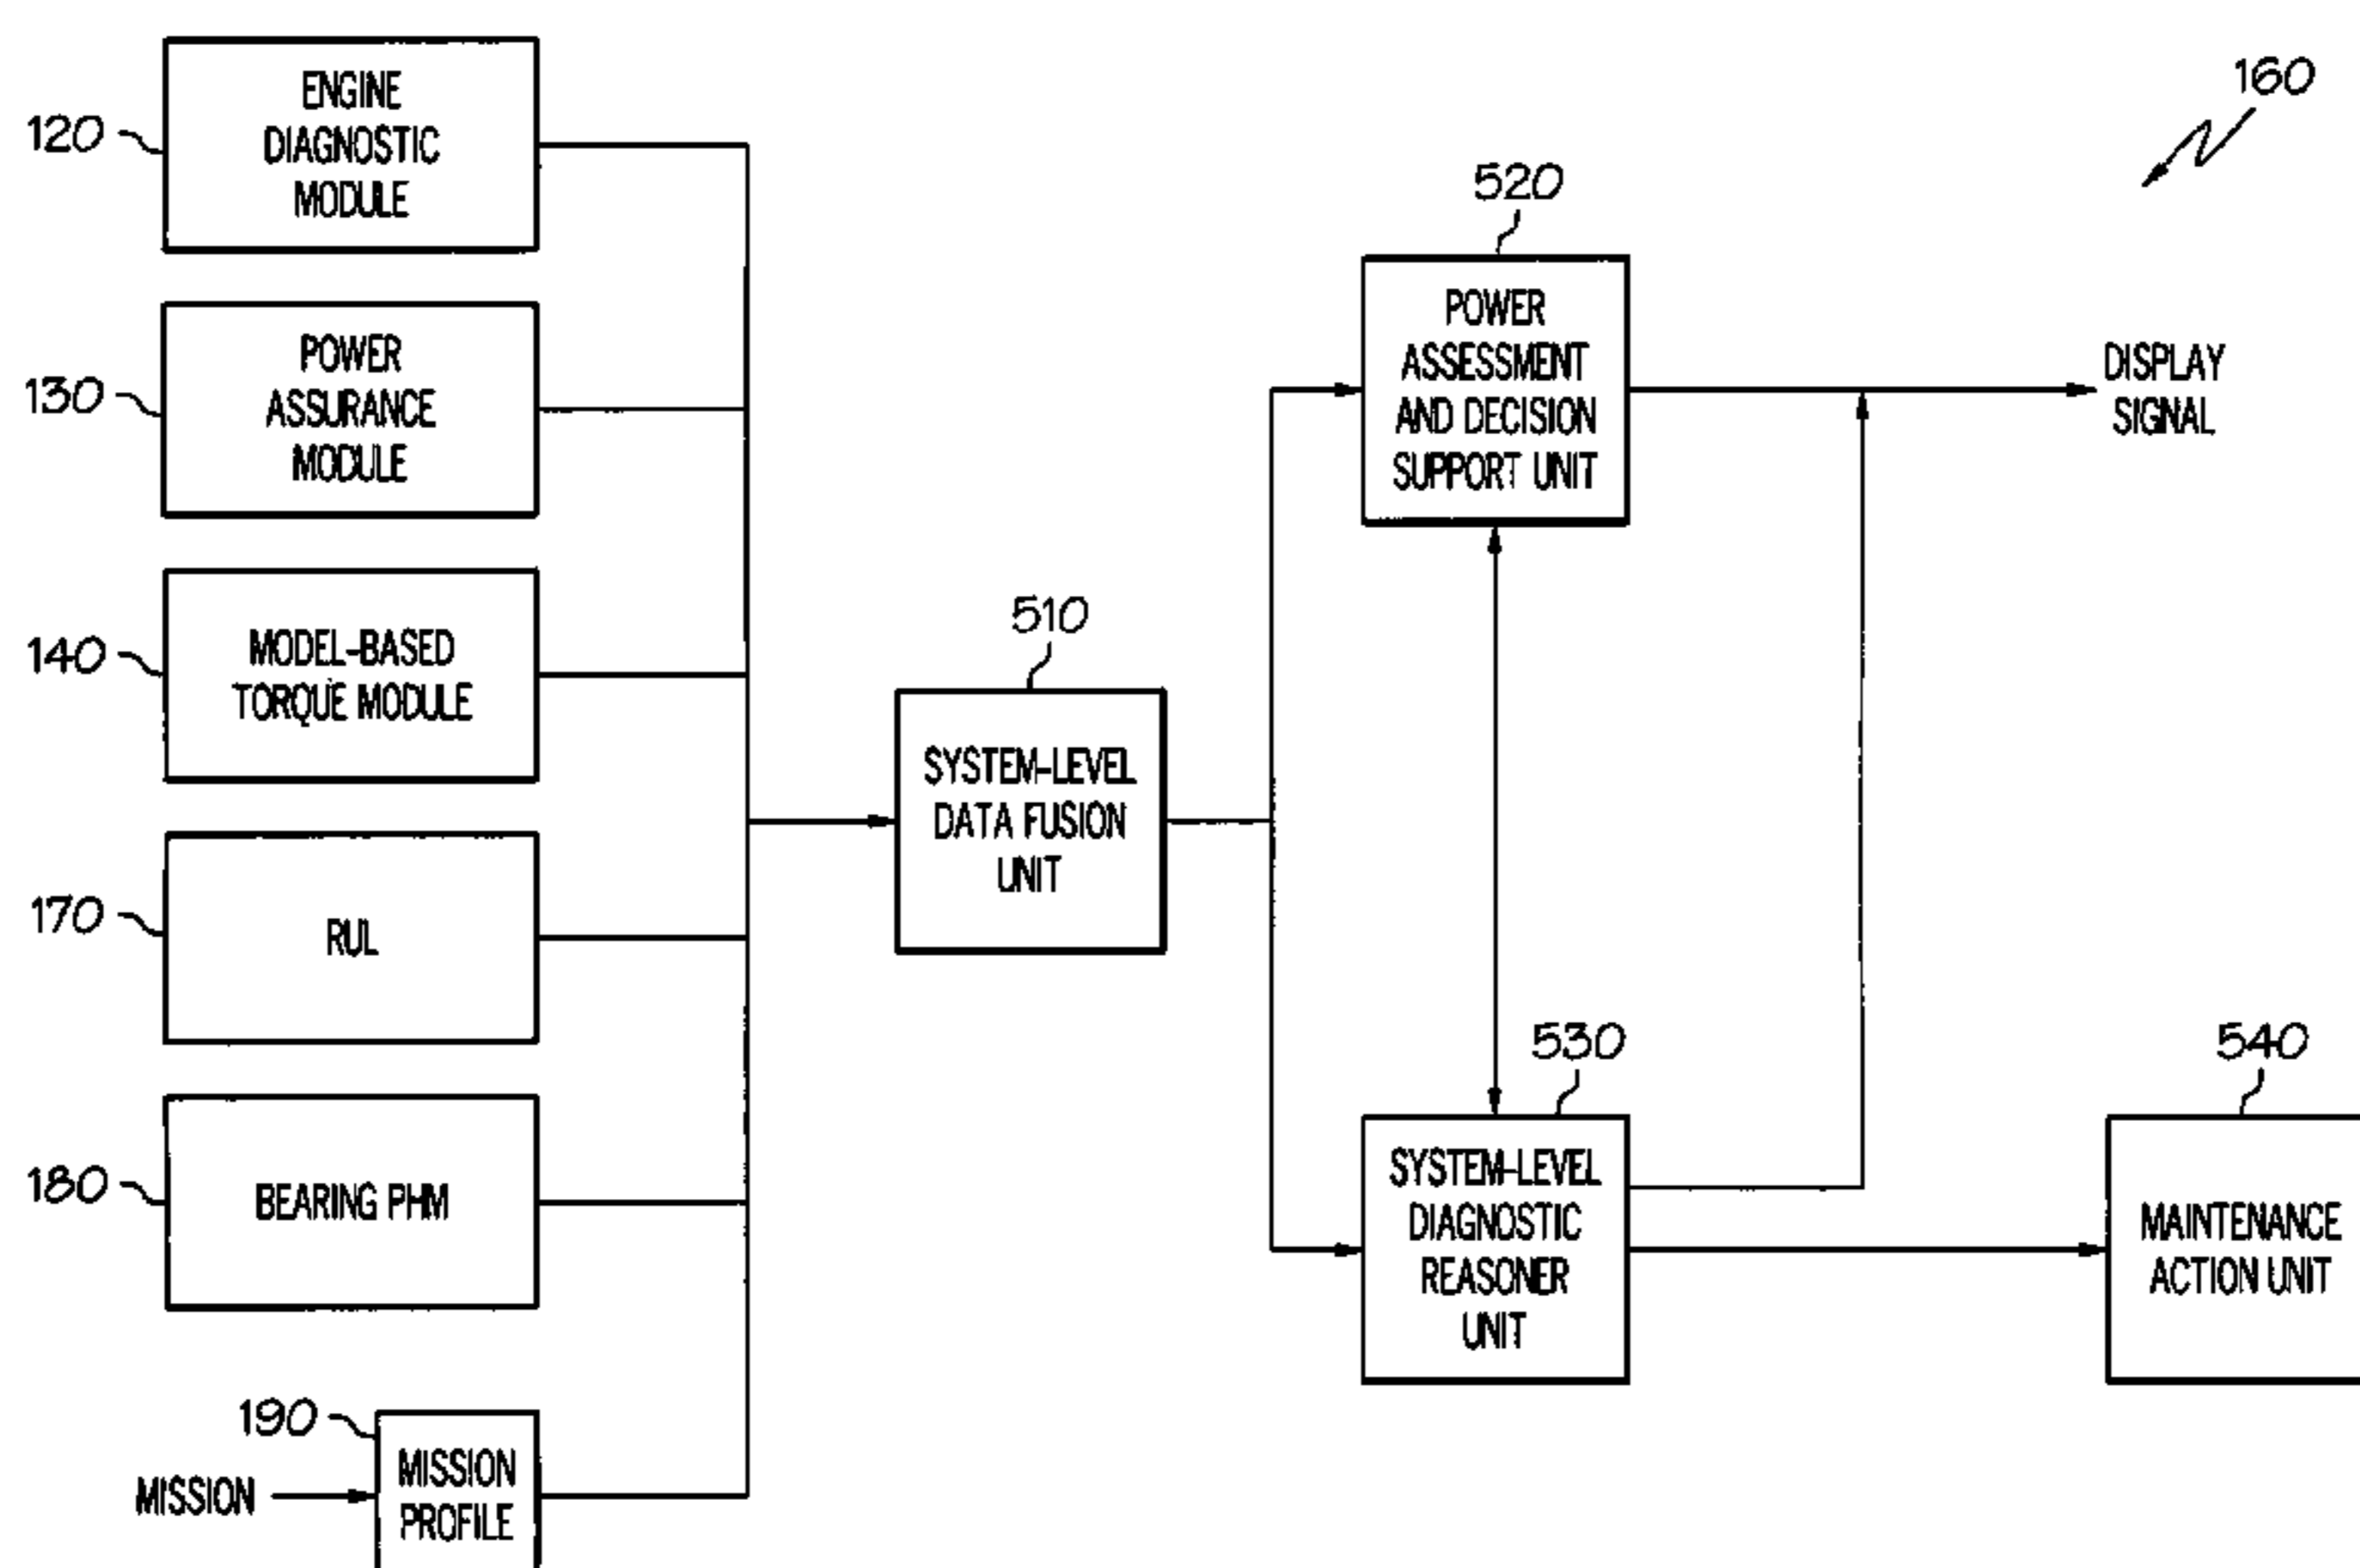 160
120
ENGINE
DIAGNOSTIC
MODULE
130
POWER
ASSURANCE
MODULE
140
MODEL-BASED
TORQUE MODULE
170
RUL
180
BEARING PHM
190
MISSION
MISSION
PROFILE
510
SYSTEM-LEVEL
DATA FUSION
UNIT
520
POWER
ASSESSMENT
AND DECISION
SUPPORT UNIT
DISPLAY
SIGNAL
530
SYSTEM-LEVEL
DIAGNOSTIC
REASONER
UNIT
540
MAINTENANCE
ACTION UNIT